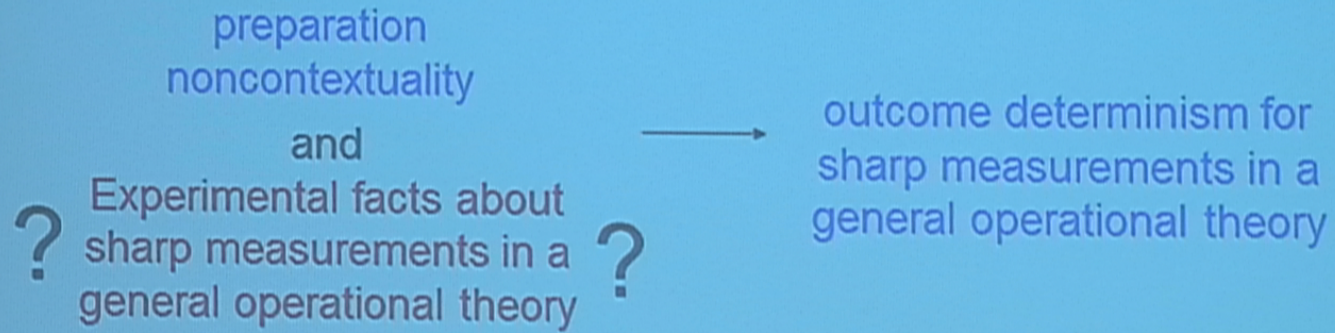 preparation
noncontextuality
and
Experimental facts about
? sharp measurements in a ?
general operational theory
outcome determinism for
sharp measurements in a
general operational theory